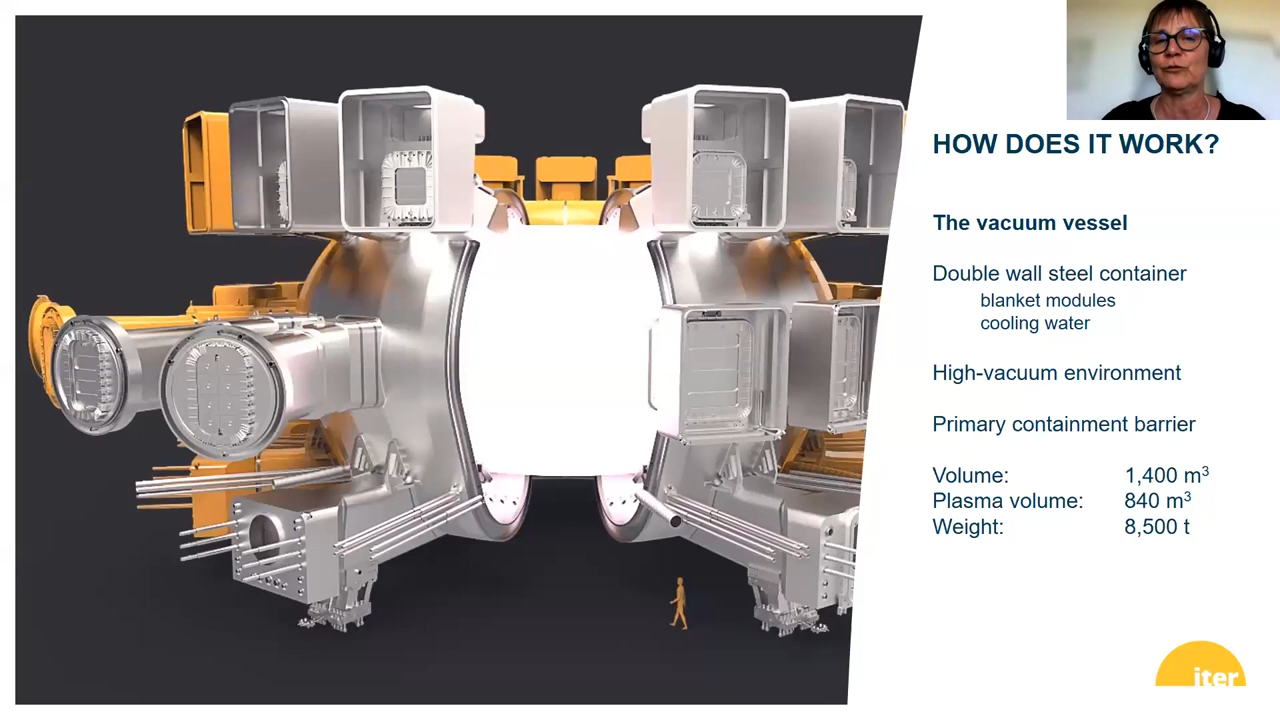 HOW DOES IT WORK?
The vacuum vessel
Double wall steel container
blanket modules
cooling water
High-vacuum environment
Primary containment barrier
Volume: 1,400 m³
Plasma volume: 840 m³
Weight: 8,500 t
iter